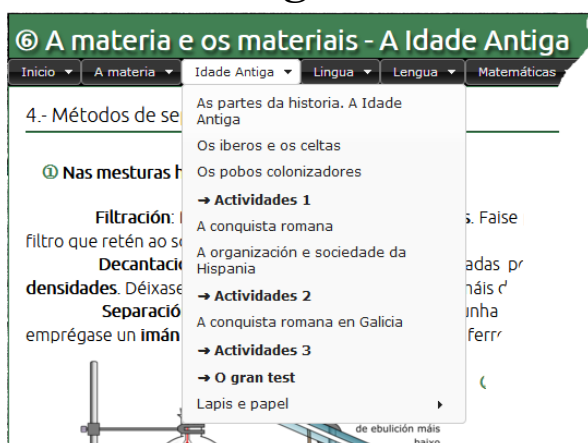 ⑥ A materia e os materiais - A Idade Antiga
Inicio A materia Idade Antiga Lingua Lengua Matemáticas
4.- Métodos de se
As partes da historia. A Idade
Antiga
Os iberos e os celtas
① Nas mesturas h
Os pobos colonizadores
→ Actividades 1
Filtración: s. Faise
A conquista romana
filtro que retén ao so
A organización e sociedade da
Hispania
Decantació adas po
densidades. Déixase náis d
→ Actividades 2
Separació unha
A conquista romana en Galicia
emprégase un imán ferro
→ Actividades 3
→ O gran test
Lapis e papel
de ebulición máis
baixo